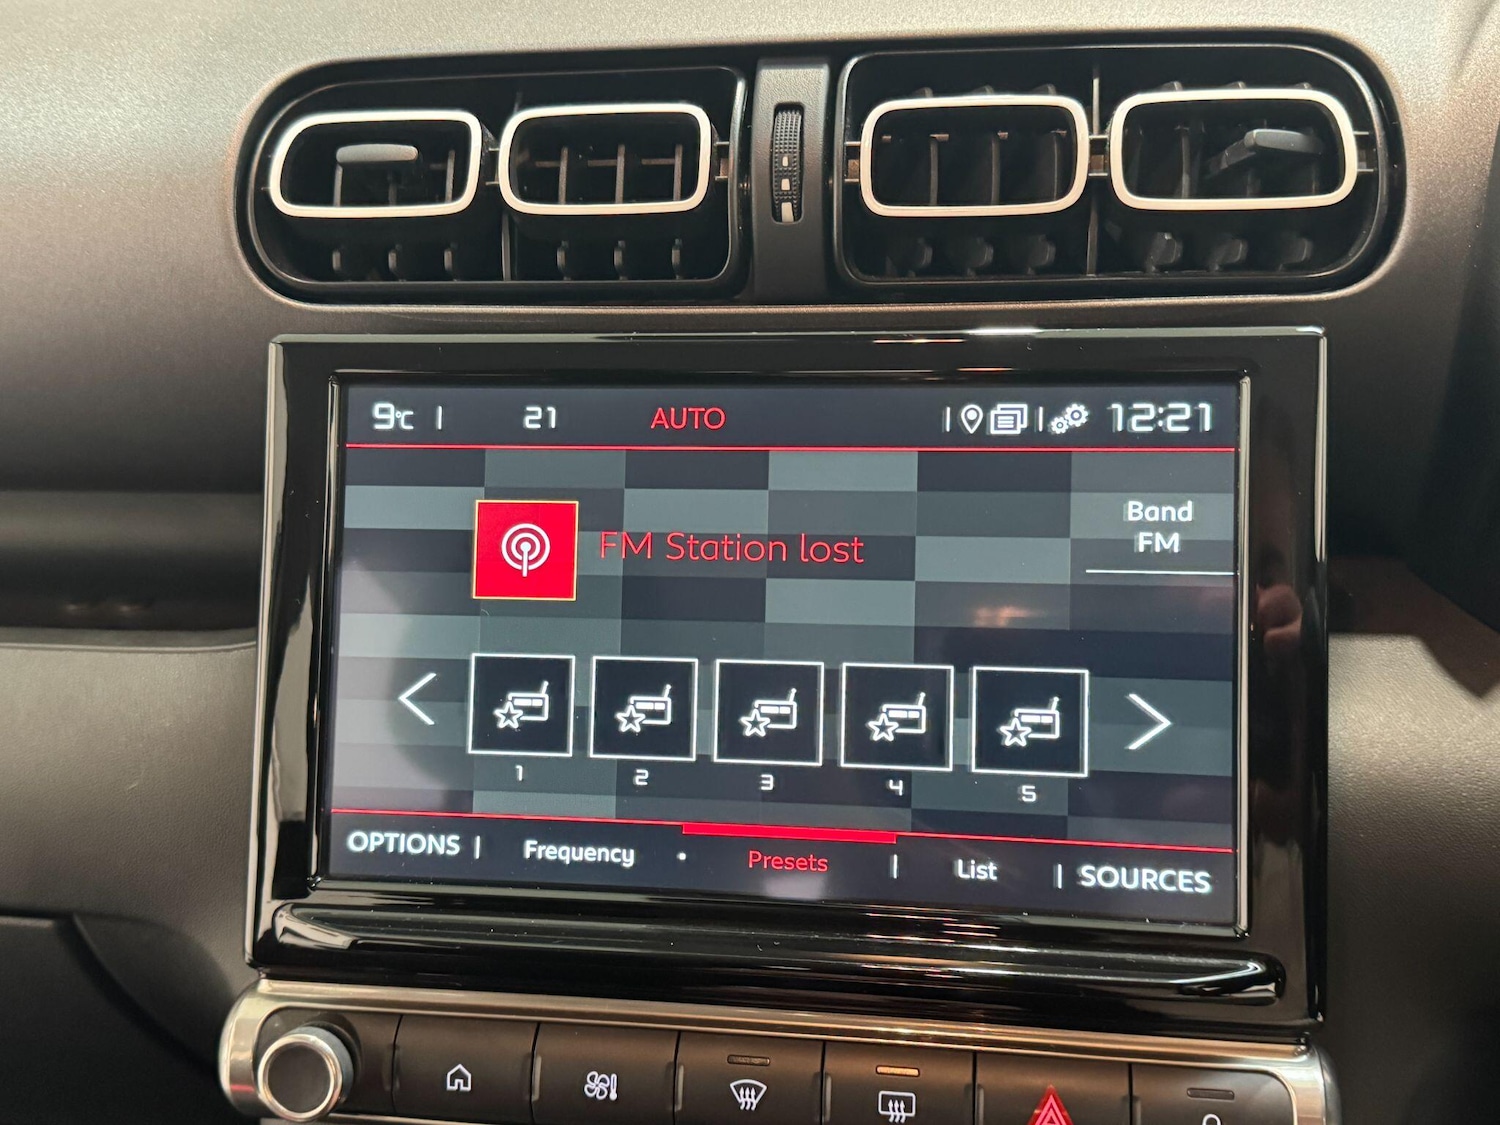 9°C | 21 AUTO | | 12:21
Band
FM
FM Station lost
1 2 3 4 5
OPTIONS | Frequency • Presets | List | SOURCES